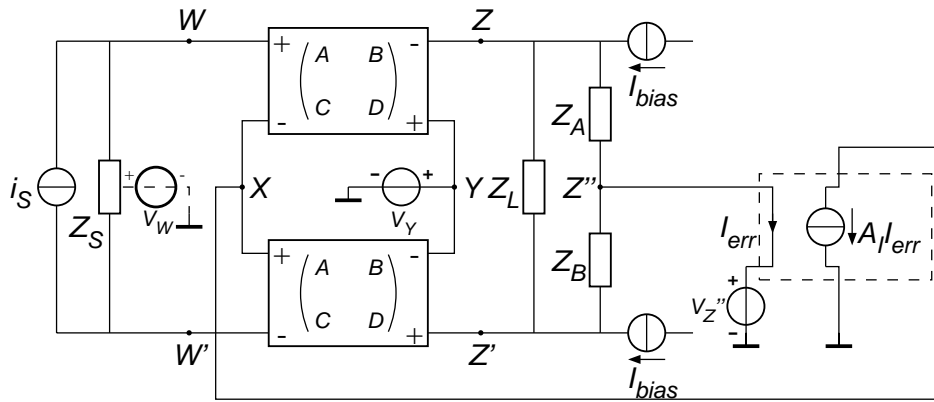 W Z
+ A B -
C D
- +
I_bias
Z_A
i_S Z_S + - V_W
X - + V_Y Y Z_L Z''
I_err A_I I_err
+ A B -
C D
- +
Z_B
+ V_Z'' -
W' Z'
I_bias